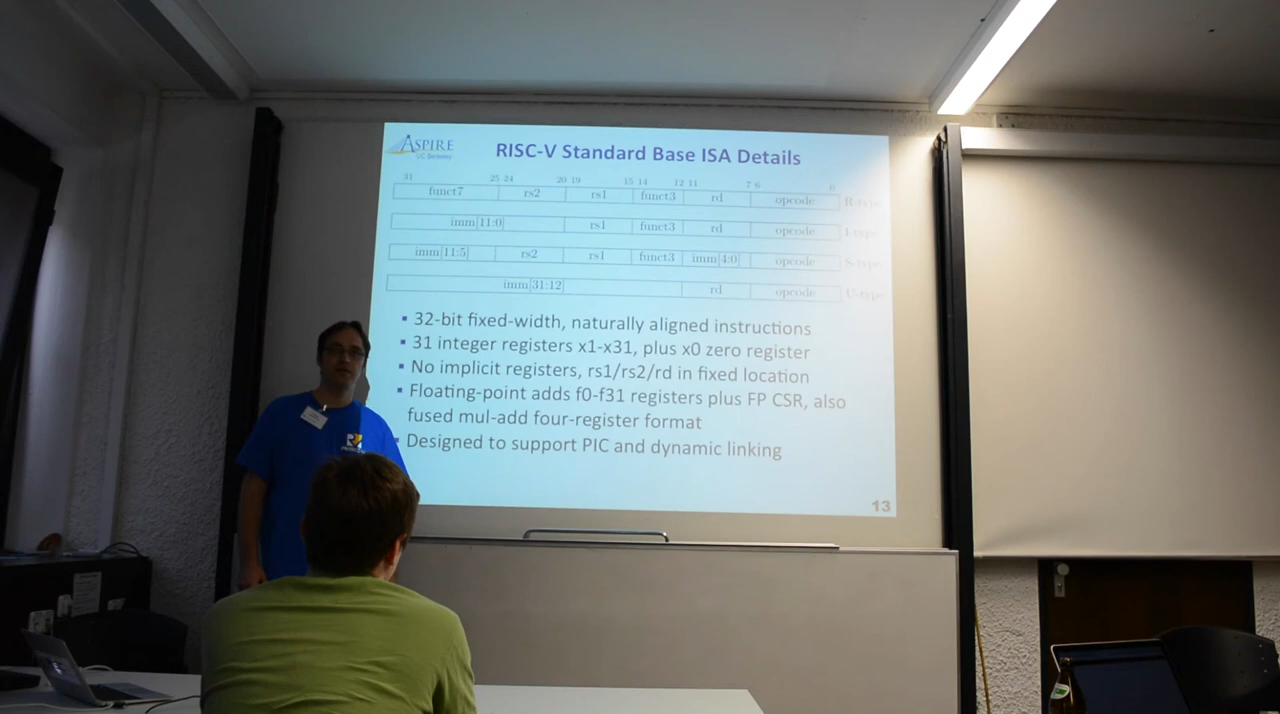 ASPIRE
UC Berkeley
RISC-V Standard Base ISA Details
31 25 24 20 19 15 14 12 11 7 6 0
funct7 rs2 rs1 funct3 rd opcode R-type
imm[11:0] rs1 funct3 rd opcode I-type
imm[11:5] rs2 rs1 funct3 imm[4:0] opcode S-type
imm[31:12] rd opcode U-type
▪ 32-bit fixed-width, naturally aligned instructions
▪ 31 integer registers x1-x31, plus x0 zero register
▪ No implicit registers, rs1/rs2/rd in fixed location
▪ Floating-point adds f0-f31 registers plus FP CSR, also
fused mul-add four-register format
▪ Designed to support PIC and dynamic linking
13